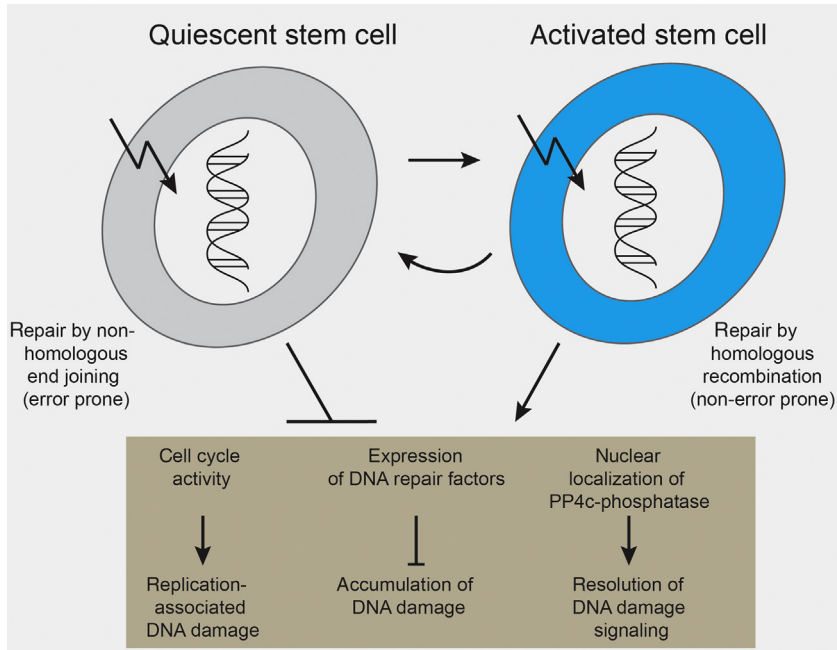 Quiescent stem cell
Activated stem cell
Repair by non-
homologous
end joining
(error prone)
Repair by
homologous
recombination
(non-error prone)
Cell cycle
activity
Expression
of DNA repair factors
Nuclear
localization of
PP4c-phosphatase
Replication-
associated
DNA damage
Accumulation of
DNA damage
Resolution of
DNA damage
signaling